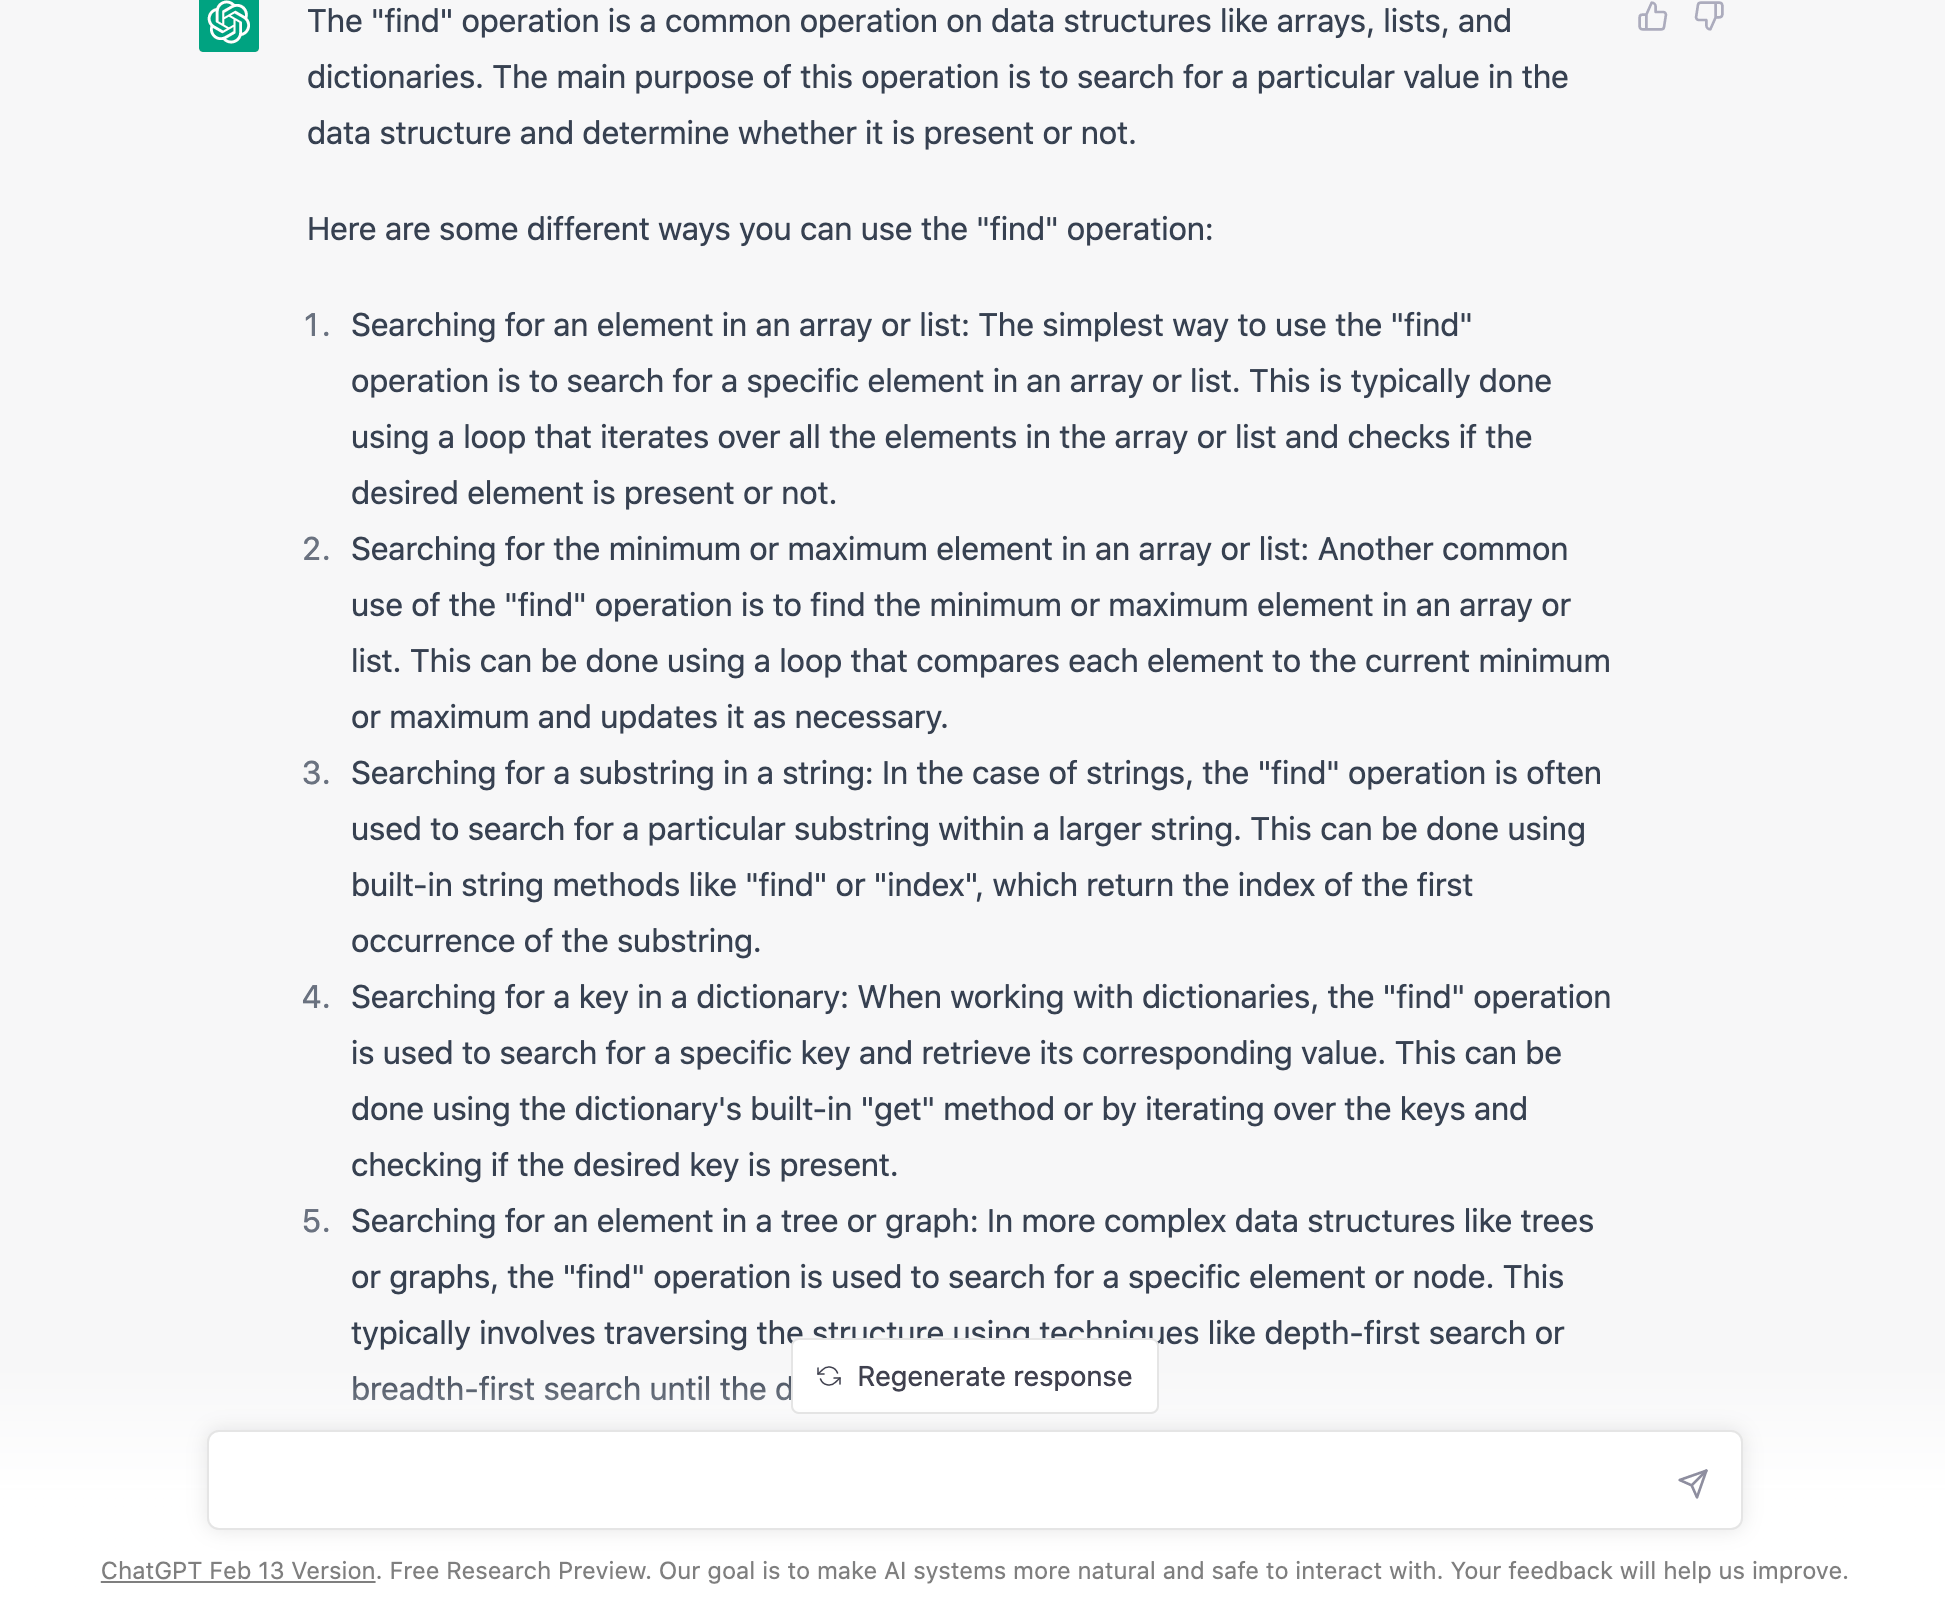 The "find" operation is a common operation on data structures like arrays, lists, and
dictionaries. The main purpose of this operation is to search for a particular value in the
data structure and determine whether it is present or not.
Here are some different ways you can use the "find" operation:
1. Searching for an element in an array or list: The simplest way to use the "find"
operation is to search for a specific element in an array or list. This is typically done
using a loop that iterates over all the elements in the array or list and checks if the
desired element is present or not.
2. Searching for the minimum or maximum element in an array or list: Another common
use of the "find" operation is to find the minimum or maximum element in an array or
list. This can be done using a loop that compares each element to the current minimum
or maximum and updates it as necessary.
3. Searching for a substring in a string: In the case of strings, the "find" operation is often
used to search for a particular substring within a larger string. This can be done using
built-in string methods like "find" or "index", which return the index of the first
occurrence of the substring.
4. Searching for a key in a dictionary: When working with dictionaries, the "find" operation
is used to search for a specific key and retrieve its corresponding value. This can be
done using the dictionary's built-in "get" method or by iterating over the keys and
checking if the desired key is present.
5. Searching for an element in a tree or graph: In more complex data structures like trees
or graphs, the "find" operation is used to search for a specific element or node. This
typically involves traversing the structure using techniques like depth-first search or
breadth-first search until the
Regenerate response
ChatGPT Feb 13 Version. Free Research Preview. Our goal is to make AI systems more natural and safe to interact with. Your feedback will help us improve.